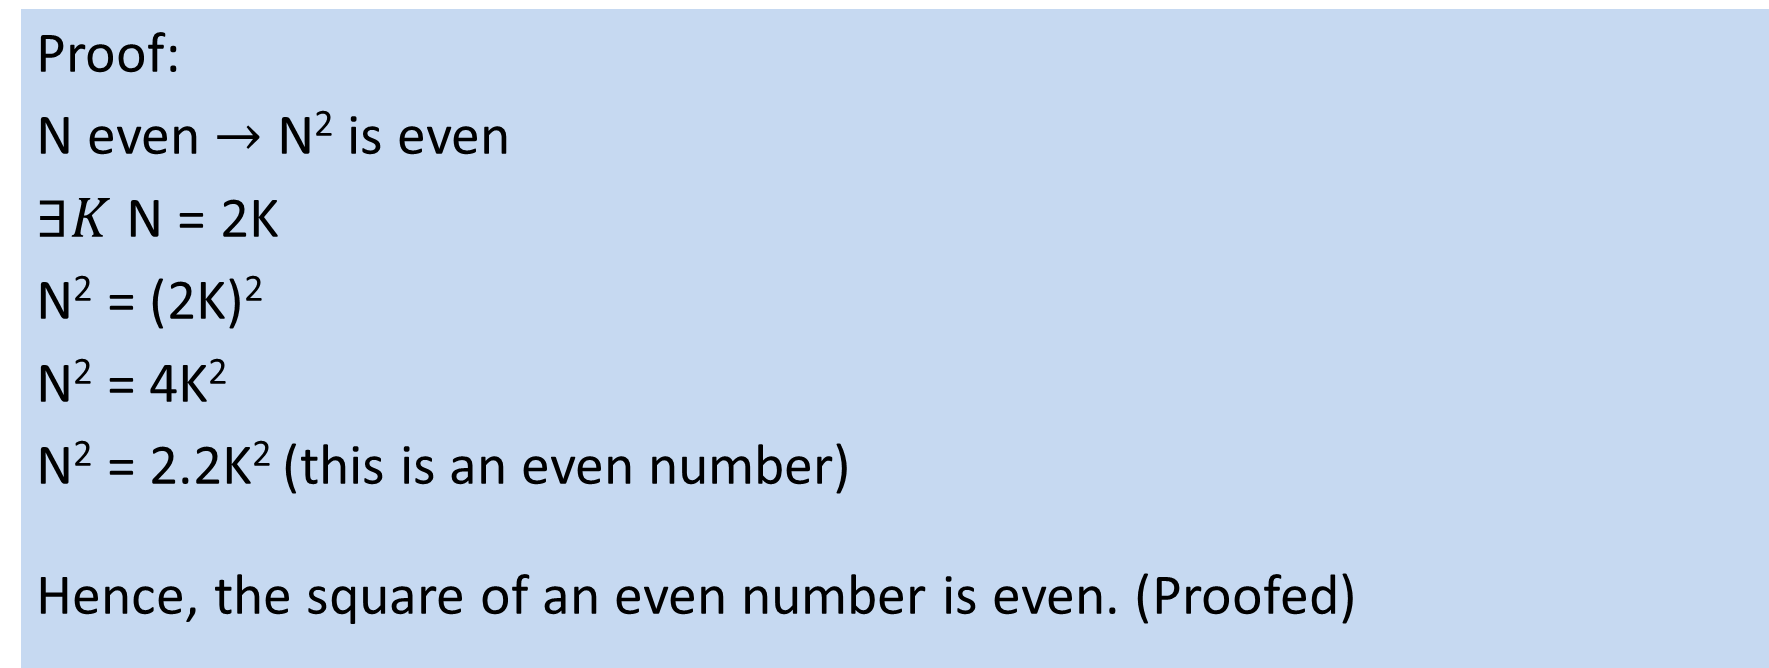 Proof:
N even → N² is even
∃K N = 2K
N² = (2K)²
N² = 4K²
N² = 2.2K² (this is an even number)
Hence, the square of an even number is even. (Proofed)